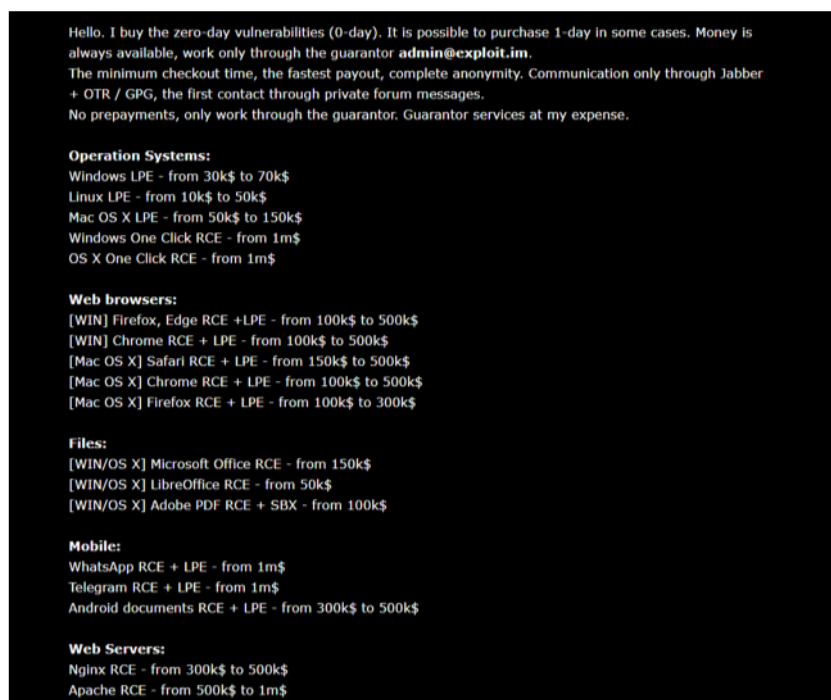 Hello. I buy the zero-day vulnerabilities (0-day). It is possible to purchase 1-day in some cases. Money is
always available, work only through the guarantor admin@exploit.im.
The minimum checkout time, the fastest payout, complete anonymity. Communication only through Jabber
+ OTR / GPG, the first contact through private forum messages.
No prepayments, only work through the guarantor. Guarantor services at my expense.
Operation Systems:
Windows LPE - from 30k$ to 70k$
Linux LPE - from 10k$ to 50k$
Mac OS X LPE - from 50k$ to 150k$
Windows One Click RCE - from 1m$
OS X One Click RCE - from 1m$
Web browsers:
[WIN] Firefox, Edge RCE +LPE - from 100k$ to 500k$
[WIN] Chrome RCE + LPE - from 100k$ to 500k$
[Mac OS X] Safari RCE + LPE - from 150k$ to 500k$
[Mac OS X] Chrome RCE + LPE - from 100k$ to 500k$
[Mac OS X] Firefox RCE + LPE - from 100k$ to 300k$
Files:
[WIN/OS X] Microsoft Office RCE - from 150k$
[WIN/OS X] LibreOffice RCE - from 50k$
[WIN/OS X] Adobe PDF RCE + SBX - from 100k$
Mobile:
WhatsApp RCE + LPE - from 1m$
Telegram RCE + LPE - from 1m$
Android documents RCE + LPE - from 300k$ to 500k$
Web Servers:
Nginx RCE - from 300k$ to 500k$
Apache RCE - from 500k$ to 1m$